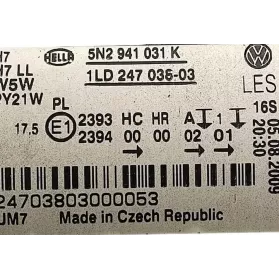 H7
HELLA
5N2 941 031 K
H7 LL
1LD 247 036-03
W5W
PY21W
LES
PL
17.5
E1
2393 HC HR A 1
2394 00 00 02 01
16S
05.08.2009
20:30
24703803000053
UM7
Made in Czech Republic